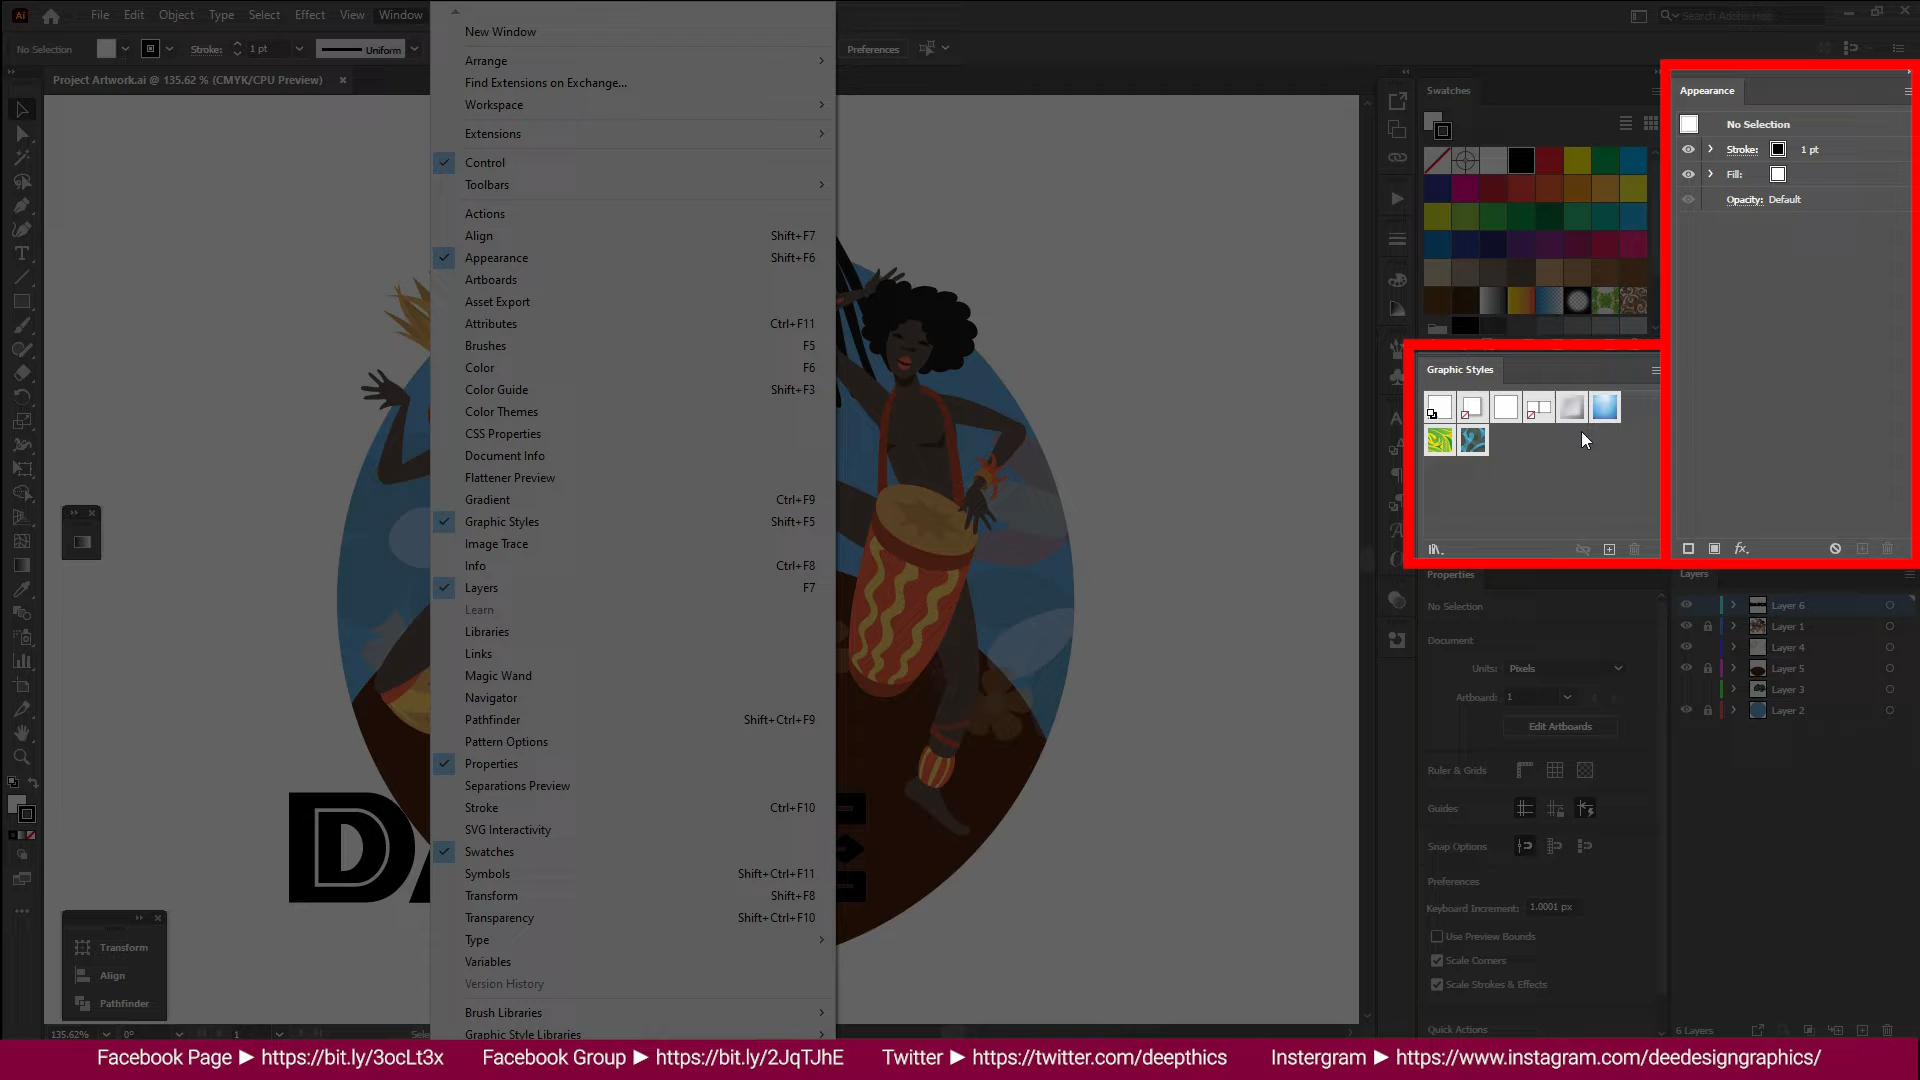 Ai File Edit Object Type Select Effect View Window Search Adobe Help
No Selection Stroke: 1 pt Uniform Preferences
Project Artwork.ai @ 135.62 % (CMYK/CPU Preview)
New Window
Arrange
Find Extensions on Exchange...
Workspace
Extensions
Control
Toolbars
Actions
Align Shift+F7
Appearance Shift+F6
Artboards
Asset Export
Attributes Ctrl+F11
Brushes F5
Color F6
Color Guide Shift+F3
Color Themes
CSS Properties
Document Info
Flattener Preview
Gradient Ctrl+F9
Graphic Styles Shift+F5
Image Trace
Info Ctrl+F8
Layers F7
Learn
Libraries
Links
Magic Wand
Navigator
Pathfinder Shift+Ctrl+F9
Pattern Options
Properties
Separations Preview
Stroke Ctrl+F10
SVG Interactivity
Swatches
Symbols Shift+Ctrl+F11
Transform Shift+F8
Transparency Shift+Ctrl+F10
Type
Variables
Version History
Brush Libraries
Graphic Style Libraries
D
Transform
Align
Pathfinder
135.62% 0° 1
Swatches
Graphic Styles
Appearance
No Selection
Stroke: 1 pt
Fill:
Opacity: Default
fx
Properties
No Selection
Document
Units: Pixels
Artboard: 1
Edit Artboards
Ruler & Grids
Guides
Snap Options
Preferences
Keyboard Increment: 1.0001 px
Use Preview Bounds
Scale Corners
Scale Strokes & Effects
Quick Actions
Layers
Layer 6
Layer 1
Layer 4
Layer 5
Layer 3
Layer 2
6 Layers
Facebook Page ► https://bit.ly/3ocLt3x Facebook Group ► https://bit.ly/2JqTJhE Twitter ► https://twitter.com/deepthics Instergram ► https://www.instagram.com/deedesigngraphics/